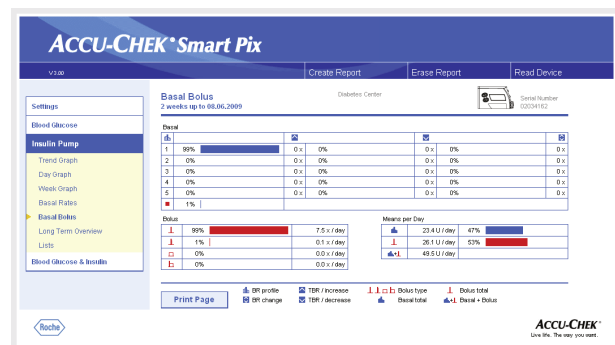 ACCU-CHEK® Smart Pix
V 3.00
Create Report
Erase Report
Read Device
Settings
Blood Glucose
Insulin Pump
Trend Graph
Day Graph
Week Graph
Basal Rates
Basal Bolus
Long Term Overview
Lists
Blood Glucose & Insulin
Basal Bolus
2 weeks up to 08.06.2009
Diabetes Center
Serial Number
02034162
Basal
1 99% 0 x 0% 0 x 0% 0 x
2 0% 0 x 0% 0 x 0% 0 x
3 0% 0 x 0% 0 x 0% 0 x
4 0% 0 x 0% 0 x 0% 0 x
5 0% 0 x 0% 0 x 0% 0 x
1%
Bolus
99% 7.5 x / day
1% 0.1 x / day
0% 0.0 x / day
0% 0.0 x / day
Means per Day
23.4 U / day 47%
26.1 U / day 53%
49.5 U / day
Print Page
BR profile TBR / increase Bolus type Bolus total
BR change TBR / decrease Basal total Basal + Bolus
Roche
ACCU-CHEK®
Live life. The way you want.